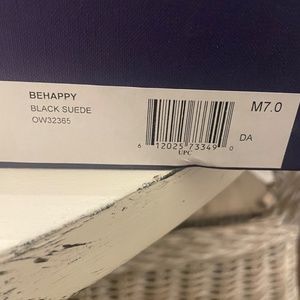 BEHAPPY
BLACK SUEDE
OW32365
M7.0
DA
6 12025 73349 0
UPC